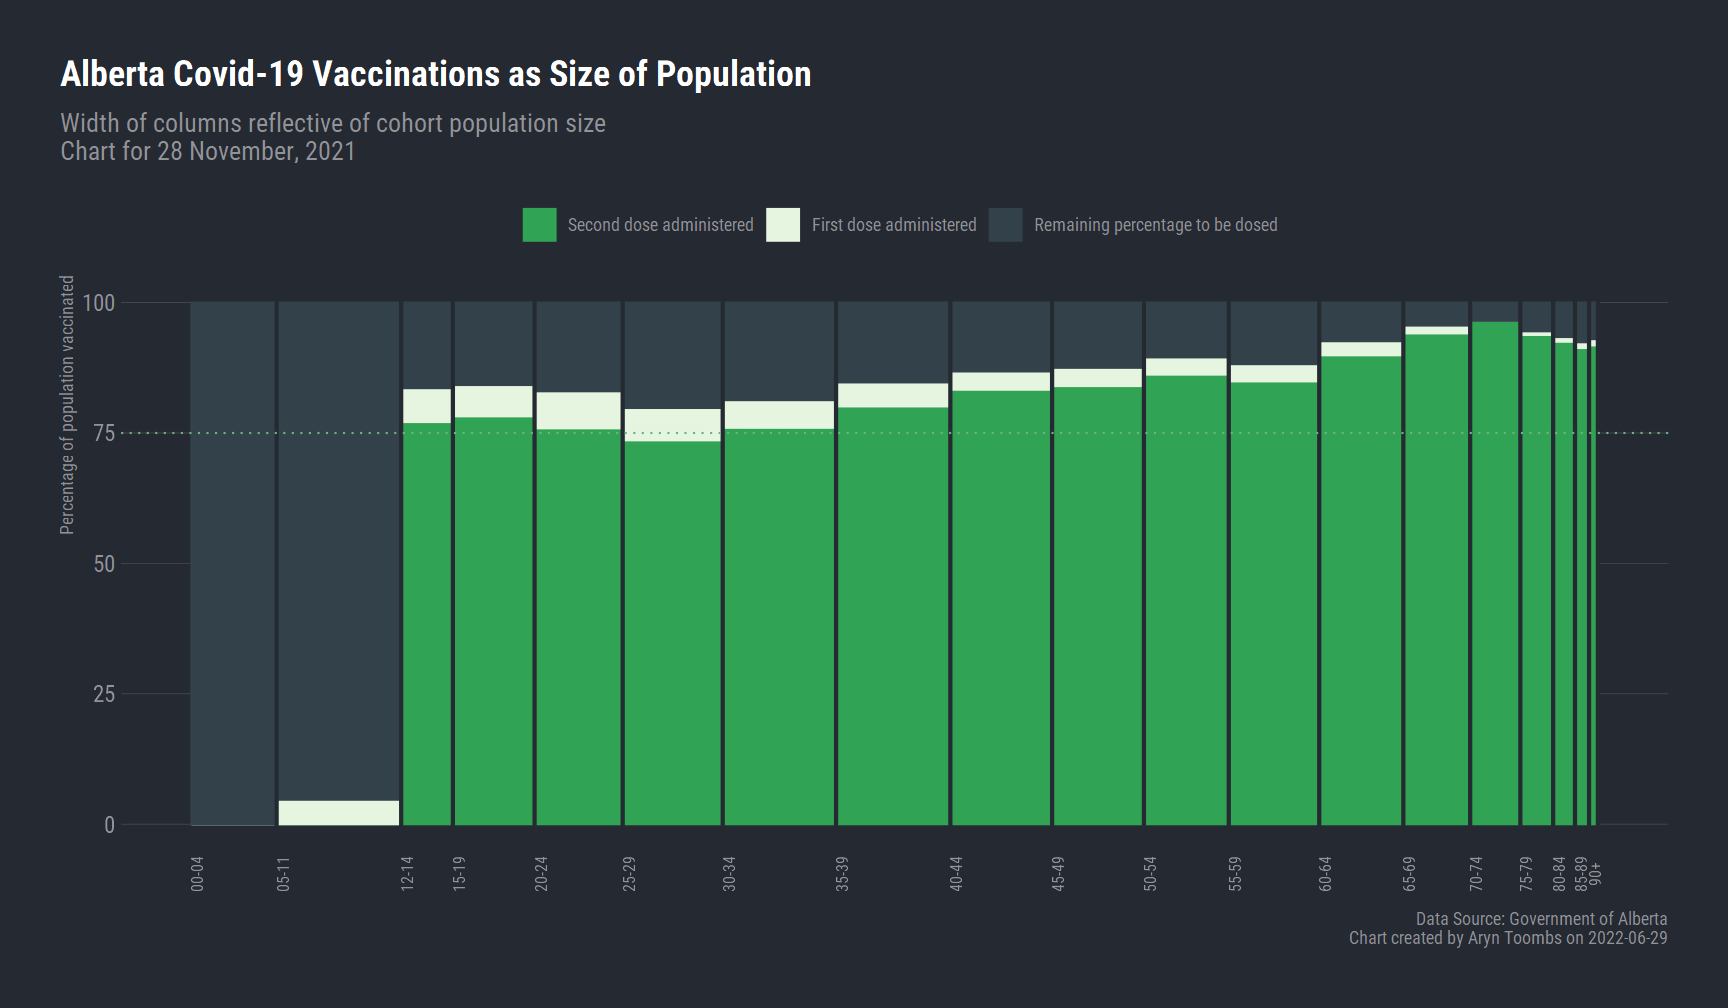 Alberta Covid-19 Vaccinations as Size of Population
Width of columns reflective of cohort population size
Chart for 28 November, 2021
Second dose administered
First dose administered
Remaining percentage to be dosed
Percentage of population vaccinated
100
75
50
25
0
00-04
05-11
12-14
15-19
20-24
25-29
30-34
35-39
40-44
45-49
50-54
55-59
60-64
65-69
70-74
75-79
80-84
85-89
90+
Data Source: Government of Alberta
Chart created by Aryn Toombs on 2022-06-29